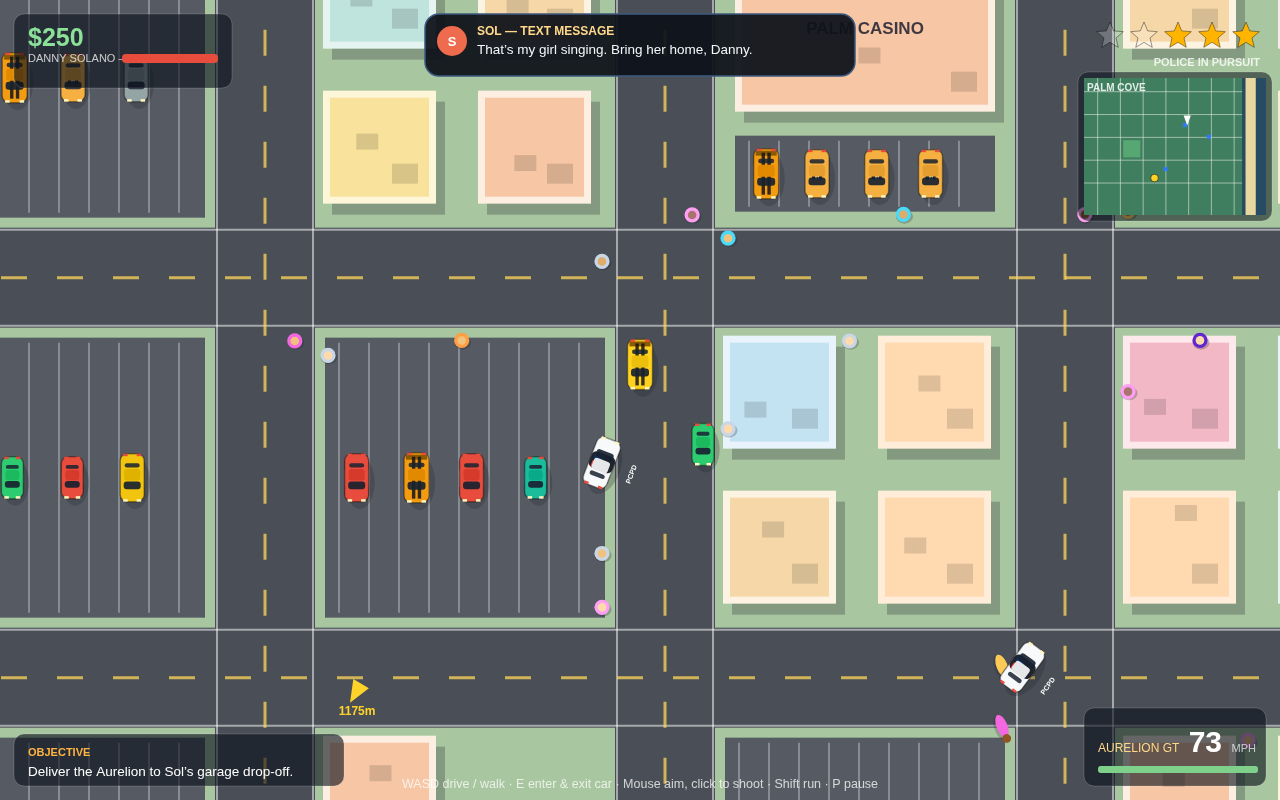 $250
DANNY SOLANO
SOL — TEXT MESSAGE
S
That's my girl singing. Bring her home, Danny.
PALM CASINO
POLICE IN PURSUIT
PALM COVE
PCPD
PCPD
1175m
OBJECTIVE
Deliver the Aurelion to Sol's garage drop-off.
WASD drive / walk · E enter & exit car · Mouse aim, click to shoot · Shift run · P pause
AURELION GT 73 MPH